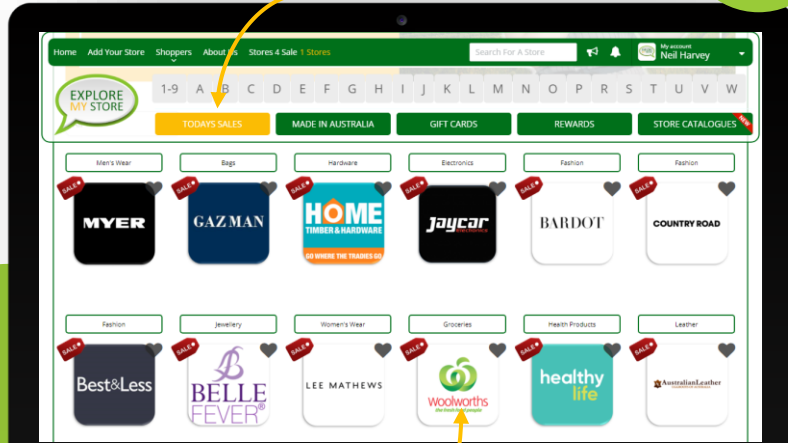 Home Add Your Store Shoppers About Us Stores 4 Sale 1 Stores Search For A Store My account
Neil Harvey
EXPLORE
MY STORE
1-9 A B C D E F G H I J K L M N O P R S T U V W
TODAYS SALES MADE IN AUSTRALIA GIFT CARDS REWARDS STORE CATALOGUES NEW
Men's Wear Bags Hardware Electronics Fashion Fashion
SALE SALE SALE SALE SALE SALE
MYER GAZMAN HOME
TIMBER & HARDWARE
GO WHERE THE TRADIES GO
Jaycar
BARDOT COUNTRY ROAD
Fashion Jewellery Women's Wear Groceries Health Products Leather
SALE SALE SALE SALE SALE SALE
Best&Less BELLE
FEVER®
LEE MATHEWS Woolworths
the fresh food people
healthy
life
AustralianLeather